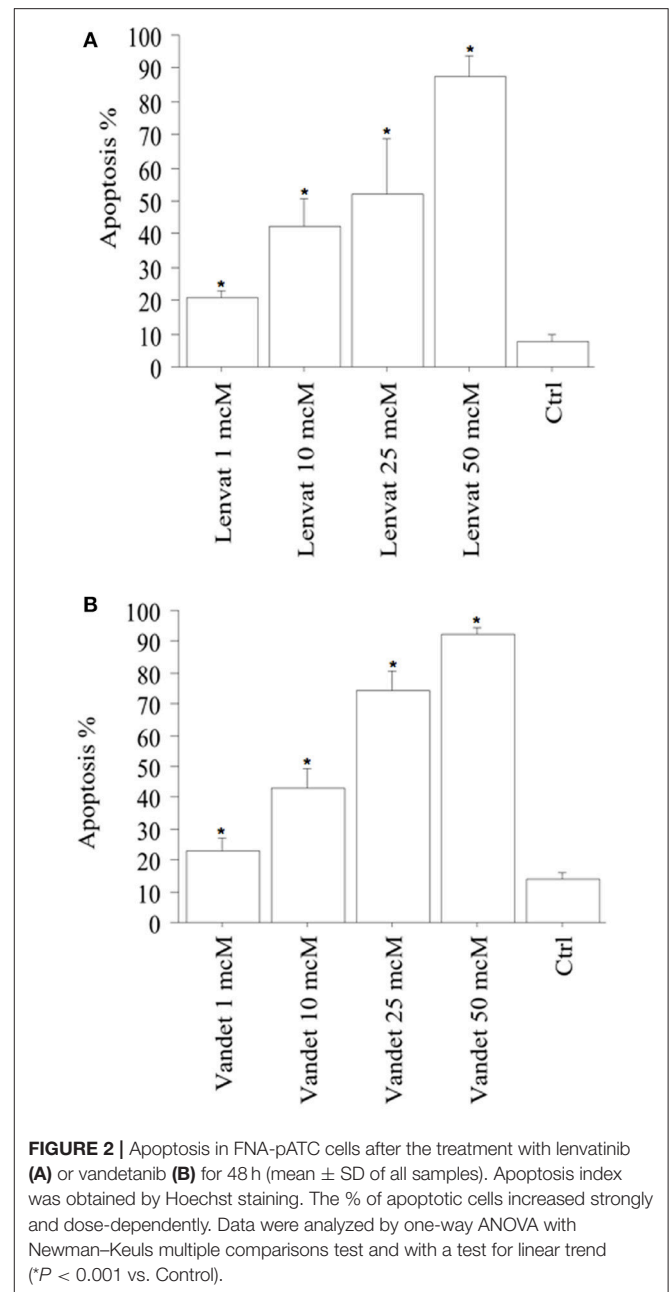 A
100
90
80
70
60
50
40
30
20
10
0
Apoptosis %
*
*
*
*
Lenvat 1 mcM
Lenvat 10 mcM
Lenvat 25 mcM
Lenvat 50 mcM
Ctrl
B
100
90
80
70
60
50
40
30
20
10
0
Apoptosis %
*
*
*
*
Vandet 1 mcM
Vandet 10 mcM
Vandet 25 mcM
Vandet 50 mcM
Ctrl
FIGURE 2 | Apoptosis in FNA-pATC cells after the treatment with lenvatinib
(A) or vandetanib (B) for 48 h (mean ± SD of all samples). Apoptosis index
was obtained by Hoechst staining. The % of apoptotic cells increased strongly
and dose-dependently. Data were analyzed by one-way ANOVA with
Newman–Keuls multiple comparisons test and with a test for linear trend
(*P < 0.001 vs. Control).